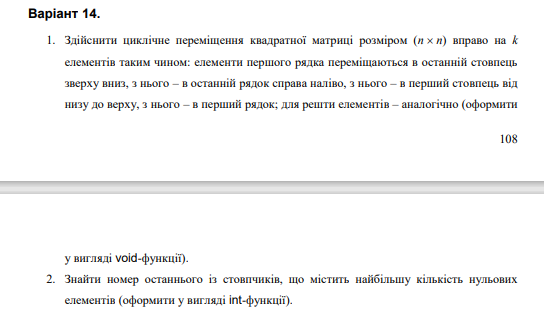 Варіант 14.
1. Здійснити циклічне переміщення квадратної матриці розміром (n × n) вправо на k
елементів таким чином: елементи першого рядка переміщаються в останній стовпець
зверху вниз, з нього – в останній рядок справа наліво, з нього – в перший стовпець від
низу до верху, з нього – в перший рядок; для решти елементів – аналогічно (оформити
108
у вигляді void-функції).
2. Знайти номер останнього із стовпчиків, що містить найбільшу кількість нульових
елементів (оформити у вигляді int-функції).